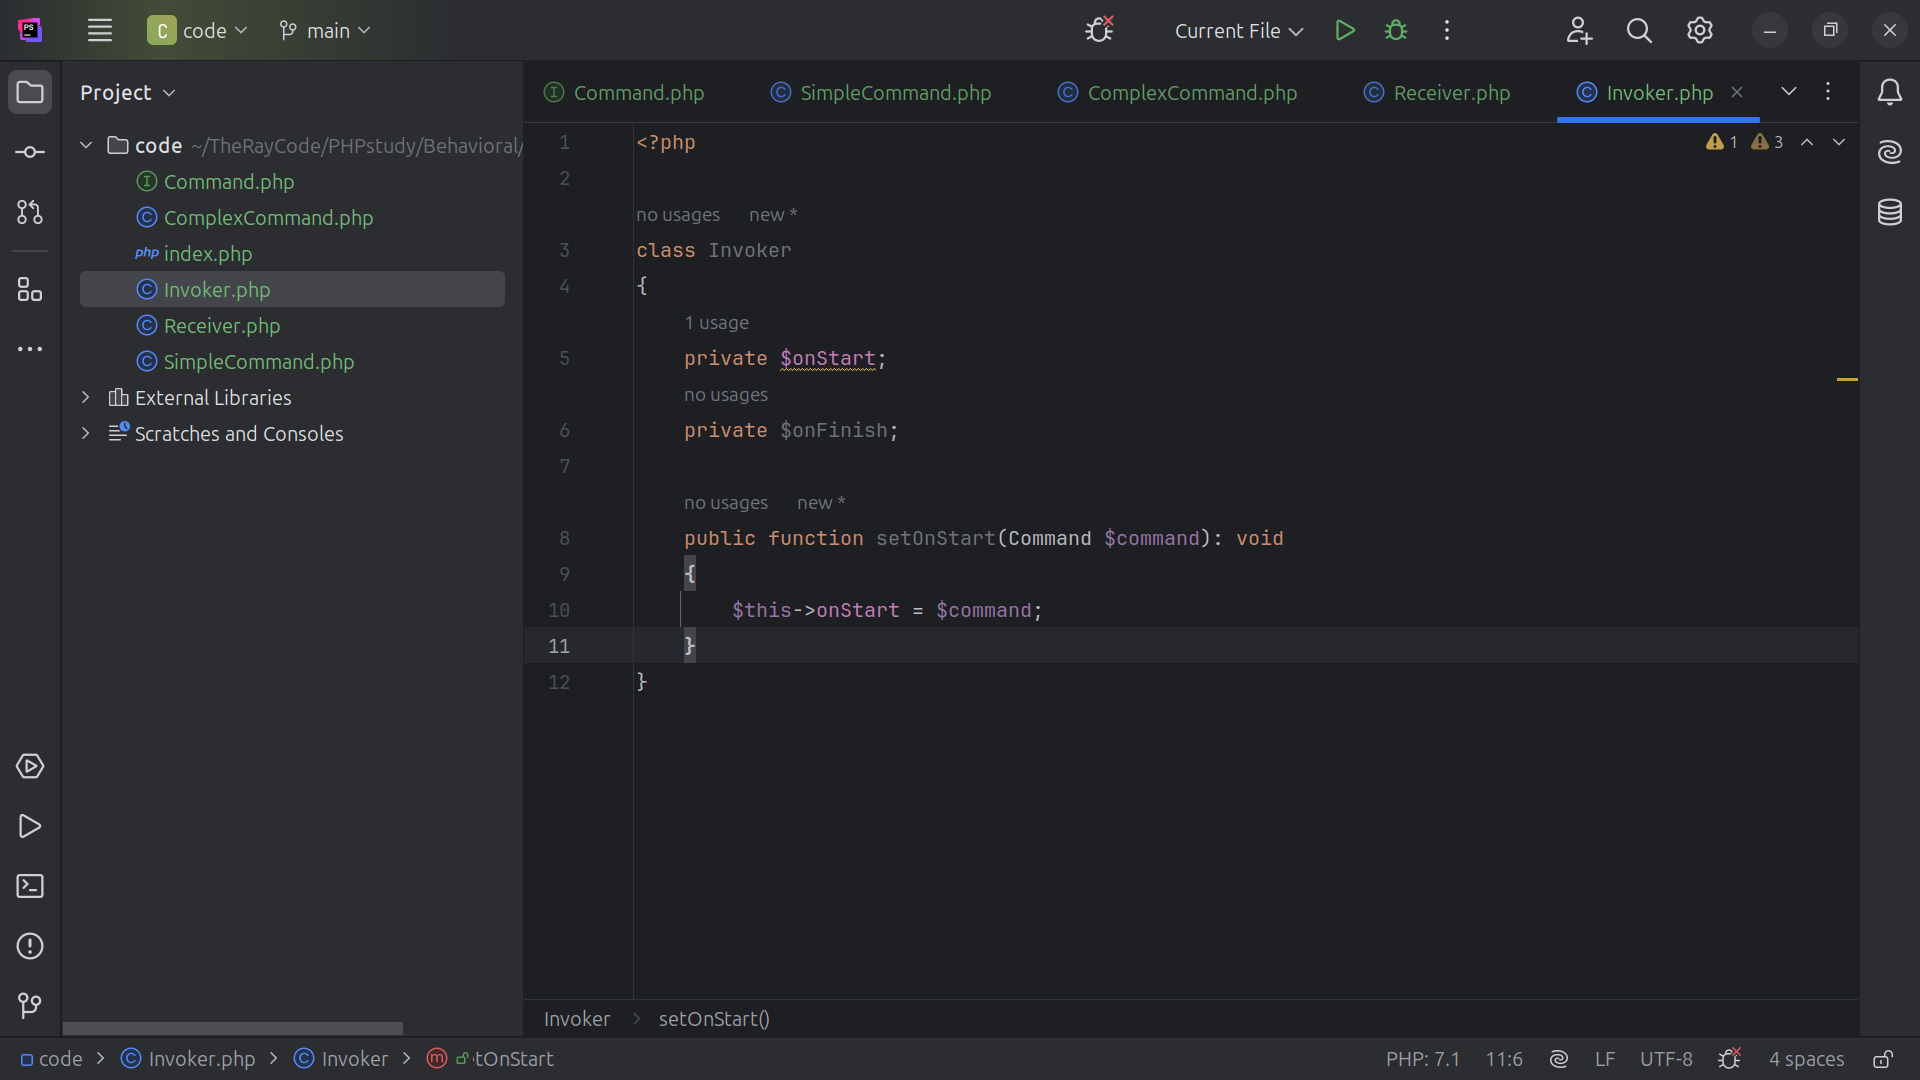 PS
C code
main
Current File
Project
Command.php
SimpleCommand.php
ComplexCommand.php
Receiver.php
Invoker.php
code ~/TheRayCode/PHPstudy/Behavioral/
Command.php
ComplexCommand.php
php index.php
Invoker.php
Receiver.php
SimpleCommand.php
External Libraries
Scratches and Consoles
1 3
1 <?php
2
no usages new *
3 class Invoker
4 {
1 usage
5 private $onStart;
no usages
6 private $onFinish;
7
no usages new *
8 public function setOnStart(Command $command): void
9 {
10 $this->onStart = $command;
11 }
12 }
Invoker > setOnStart()
code > Invoker.php > Invoker > m tOnStart
PHP: 7.1 11:6 LF UTF-8 4 spaces